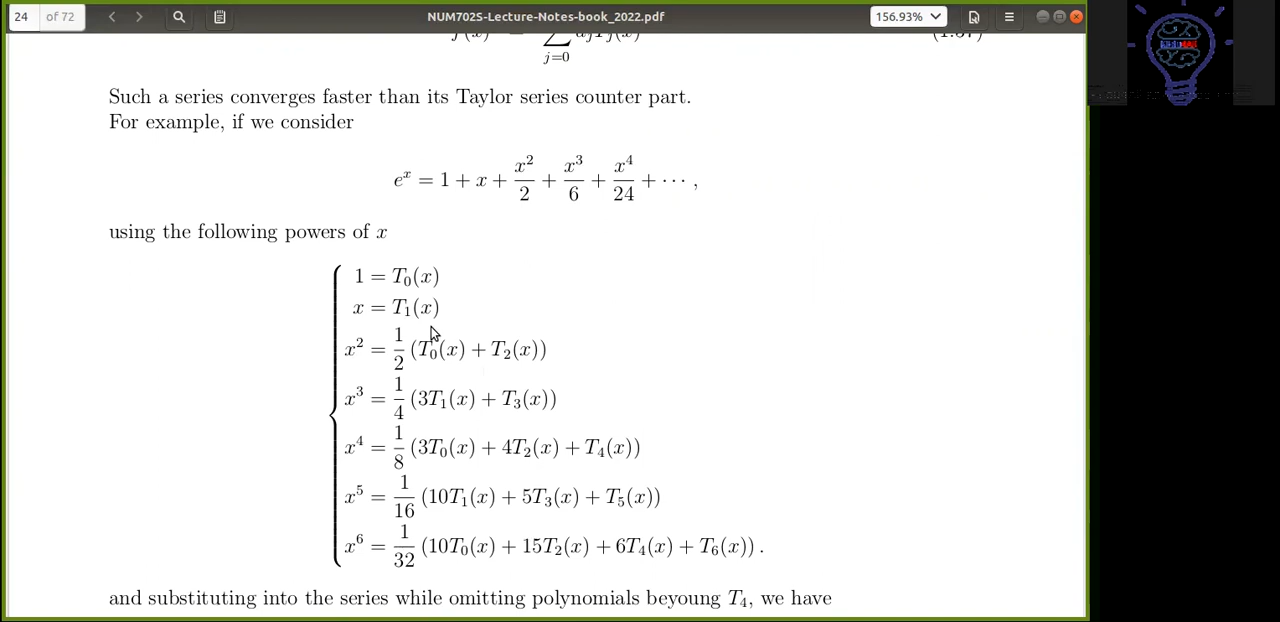 24 of 72
NUM702S-Lecture-Notes-book_2022.pdf
156.93%
j=0
Such a series converges faster than its Taylor series counter part.
For example, if we consider
e^x = 1 + x + x^2/2 + x^3/6 + x^4/24 + ··· ,
using the following powers of x
1 = T_0(x)
x = T_1(x)
x^2 = 1/2 (T_0(x) + T_2(x))
x^3 = 1/4 (3T_1(x) + T_3(x))
x^4 = 1/8 (3T_0(x) + 4T_2(x) + T_4(x))
x^5 = 1/16 (10T_1(x) + 5T_3(x) + T_5(x))
x^6 = 1/32 (10T_0(x) + 15T_2(x) + 6T_4(x) + T_6(x)) .
and substituting into the series while omitting polynomials beyoung T_4, we have